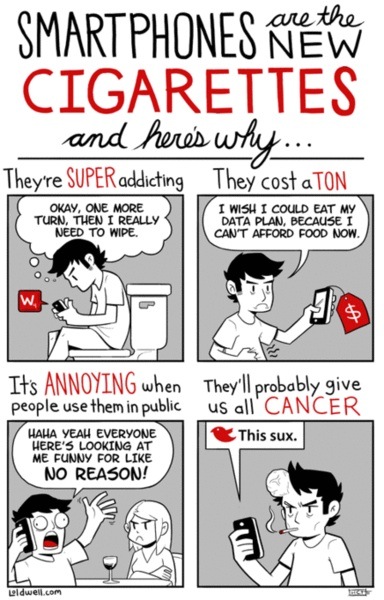 SMARTPHONES are the NEW
CIGARETTES
and here's why...
They're SUPER addicting
OKAY, ONE MORE
TURN, THEN I REALLY
NEED TO WIPE.
W.
They cost a TON
I WISH I COULD EAT MY
DATA PLAN, BECAUSE I
CAN'T AFFORD FOOD NOW.
$
It's ANNOYING when
people use them in public
HAHA YEAH EVERYONE
HERE'S LOOKING AT
ME FUNNY FOR LIKE
NO REASON!
Loldwell.com
They'll probably give
us all CANCER
This sux.